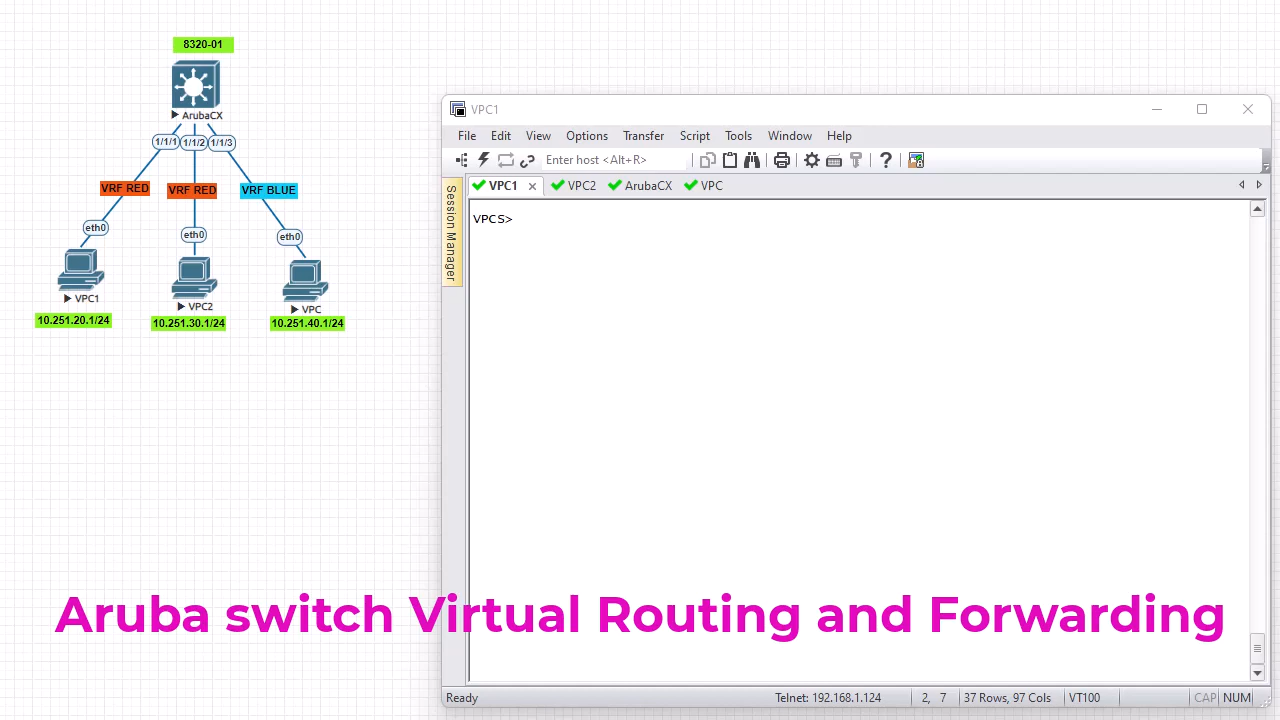 8320-01
ArubaCX
1/1/1 1/1/2 1/1/3
VRF RED VRF RED VRF BLUE
eth0 eth0 eth0
VPC1 VPC2 VPC
10.251.20.1/24 10.251.30.1/24 10.251.40.1/24
VPC1
File Edit View Options Transfer Script Tools Window Help
Enter host <Alt+R>
VPC1 VPC2 ArubaCX VPC
Session Manager
VPCS>
Aruba switch Virtual Routing and Forwarding
Ready Telnet: 192.168.1.124 2, 7 37 Rows, 97 Cols VT100 CAP NUM